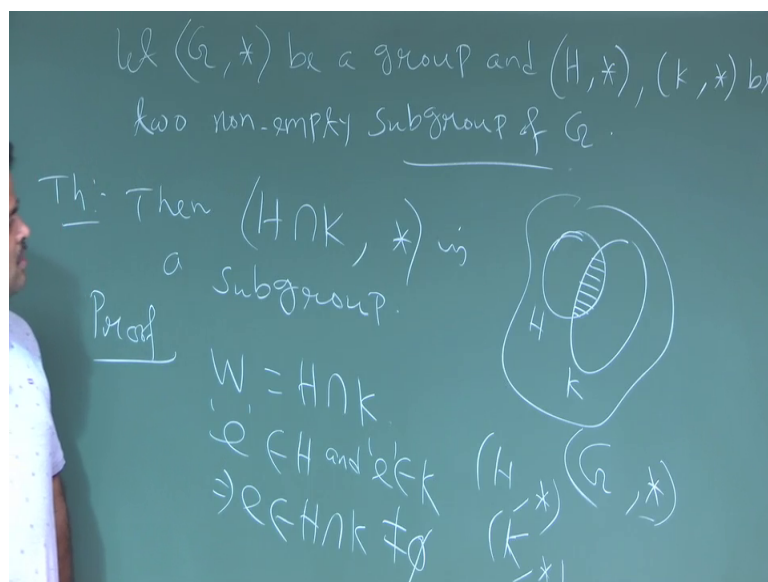 Let (G, *) be a group and (H, *), (K, *) be
two non-empty Subgroup of G.
Th:- Then (H∩K, *) is
a subgroup.
Proof
W = H∩K
'e' ∈ H and 'e' ∈ K
⇒ e ∈ H∩K ≠ φ
H
K
(G, *)
(H, *)
(K, *)